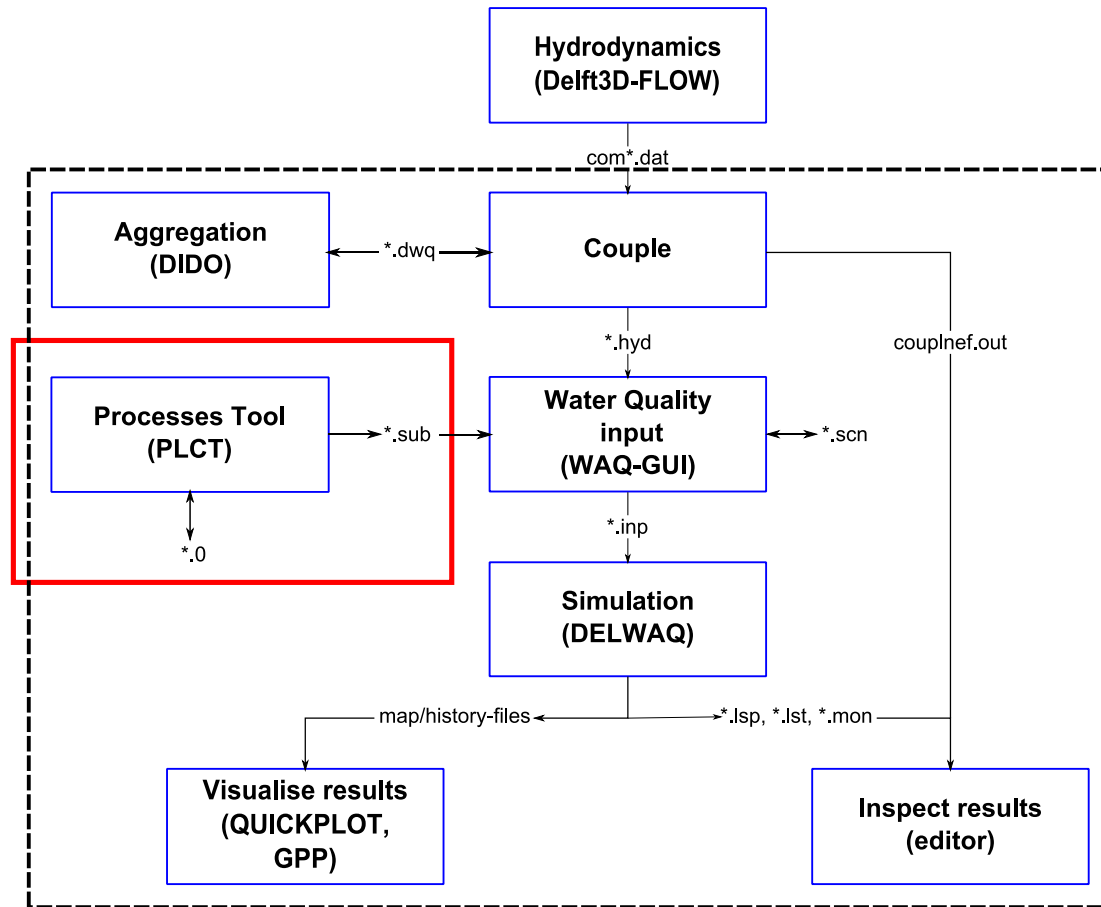 Hydrodynamics
(Delft3D-FLOW)
com*.dat
Aggregation
(DIDO)
*.dwq
Couple
*.hyd
couplnef.out
Processes Tool
(PLCT)
*.sub
Water Quality
input
(WAQ-GUI)
*.scn
*.0
*.inp
Simulation
(DELWAQ)
map/history-files
*.lsp, *.lst, *.mon
Visualise results
(QUICKPLOT,
GPP)
Inspect results
(editor)